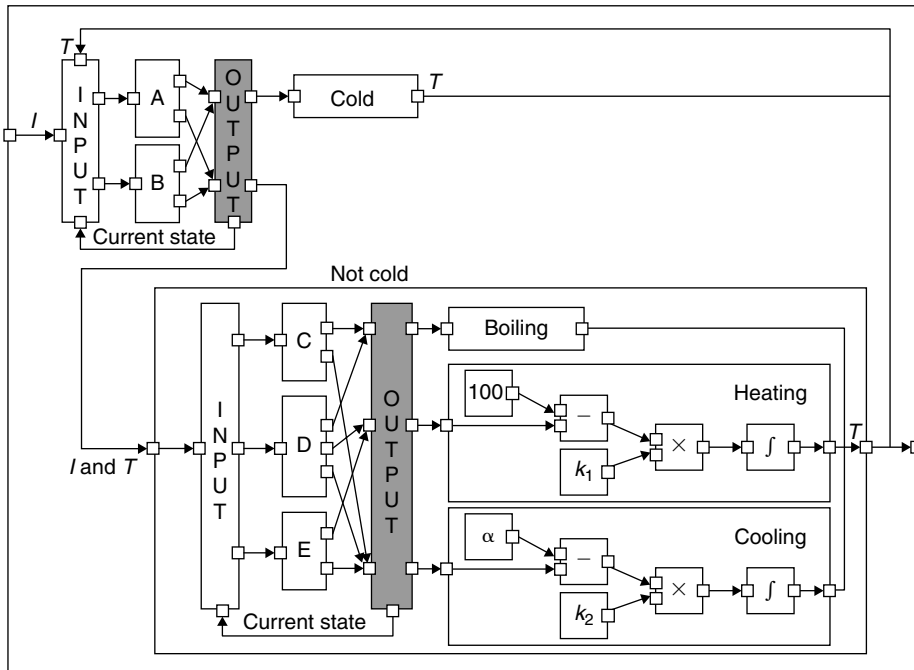 T
T
I
INPUT
A
B
OUTPUT
Cold
Current state
Not cold
I and T
INPUT
C
D
E
OUTPUT
Current state
Boiling
Heating
100
−
k1
×
∫
T
Cooling
α
−
k2
×
∫